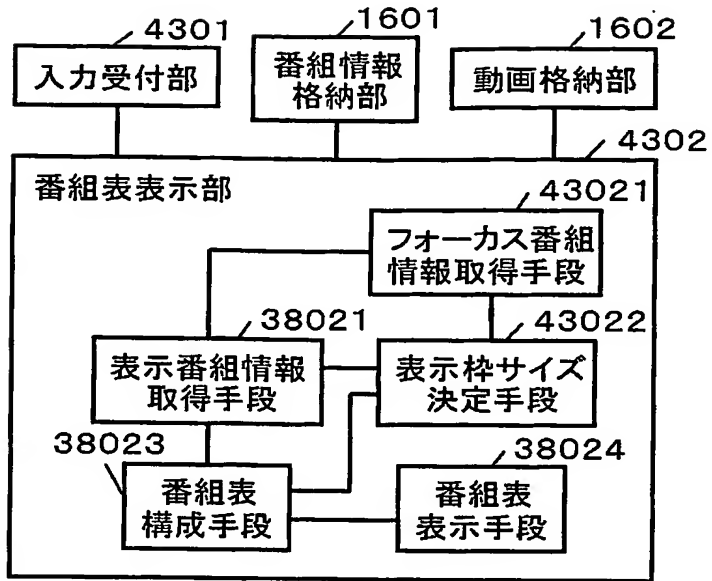 4301
1601
1602
入力受付部
番組情報
格納部
動画格納部
4302
番組表表示部
43021
フォーカス番組
情報取得手段
38021
43022
表示番組情報
取得手段
表示枠サイズ
決定手段
38023
38024
番組表
構成手段
番組表
表示手段